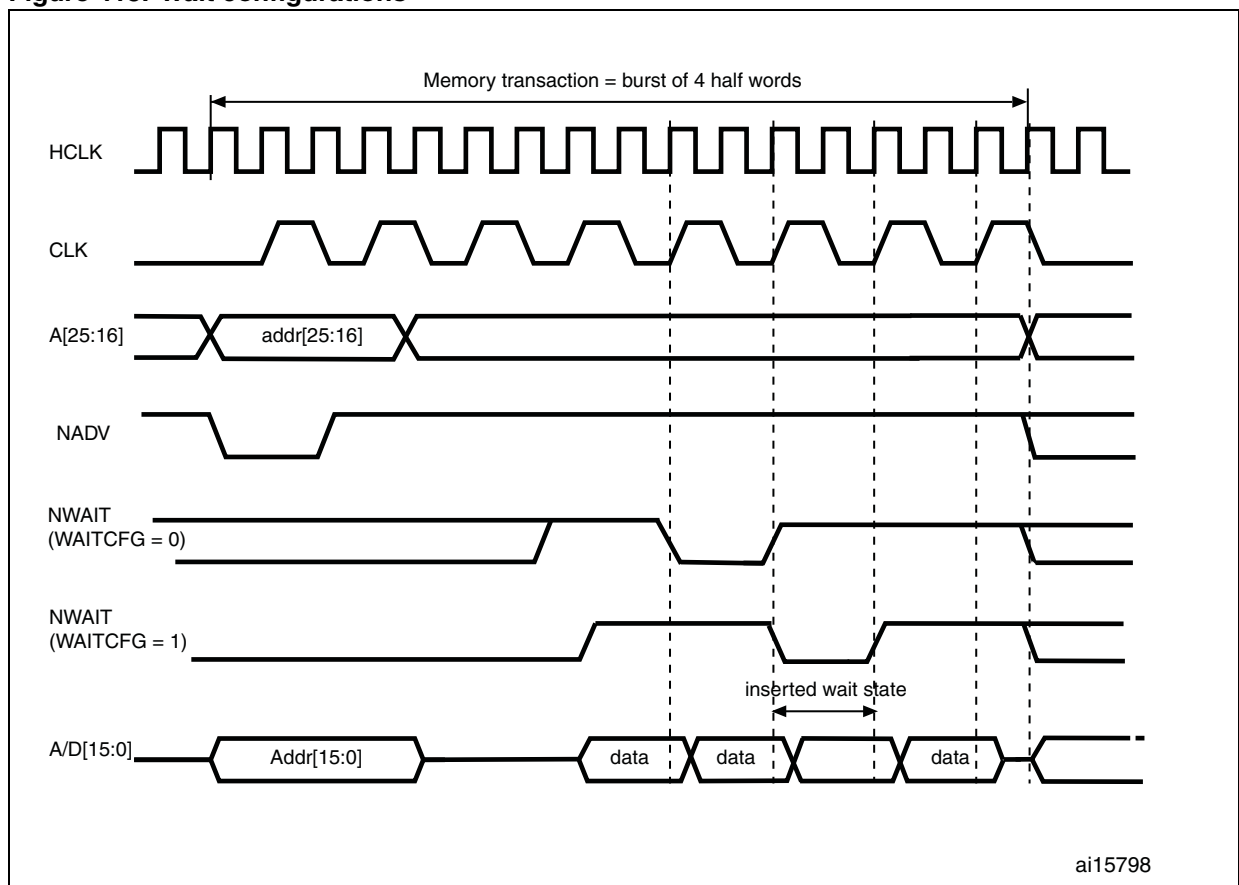 Figure Wait configurations
Memory transaction = burst of 4 half words
HCLK
CLK
A[25:16]
addr[25:16]
NADV
NWAIT
(WAITCFG = 0)
NWAIT
(WAITCFG = 1)
inserted wait state
A/D[15:0]
Addr[15:0]
data
data
data
ai15798